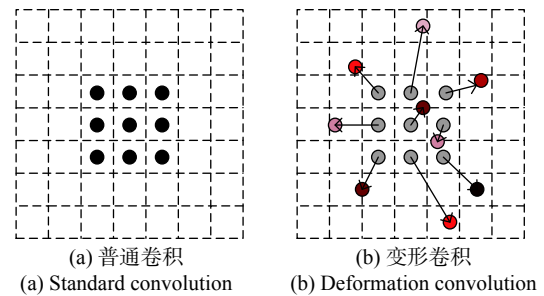 (a) 普通卷积
(a) Standard convolution
(b) 变形卷积
(b) Deformation convolution